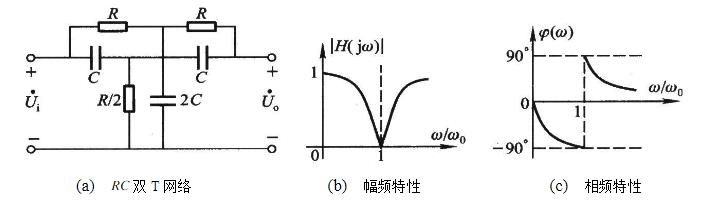 R
R
+
C
C
+
U̇i
R/2
2C
U̇o
−
−
(a) RC双T网络
|H(jω)|
1
0
1
ω/ω0
(b) 幅频特性
φ(ω)
90°
0
1
ω/ω0
-90°
(c) 相频特性